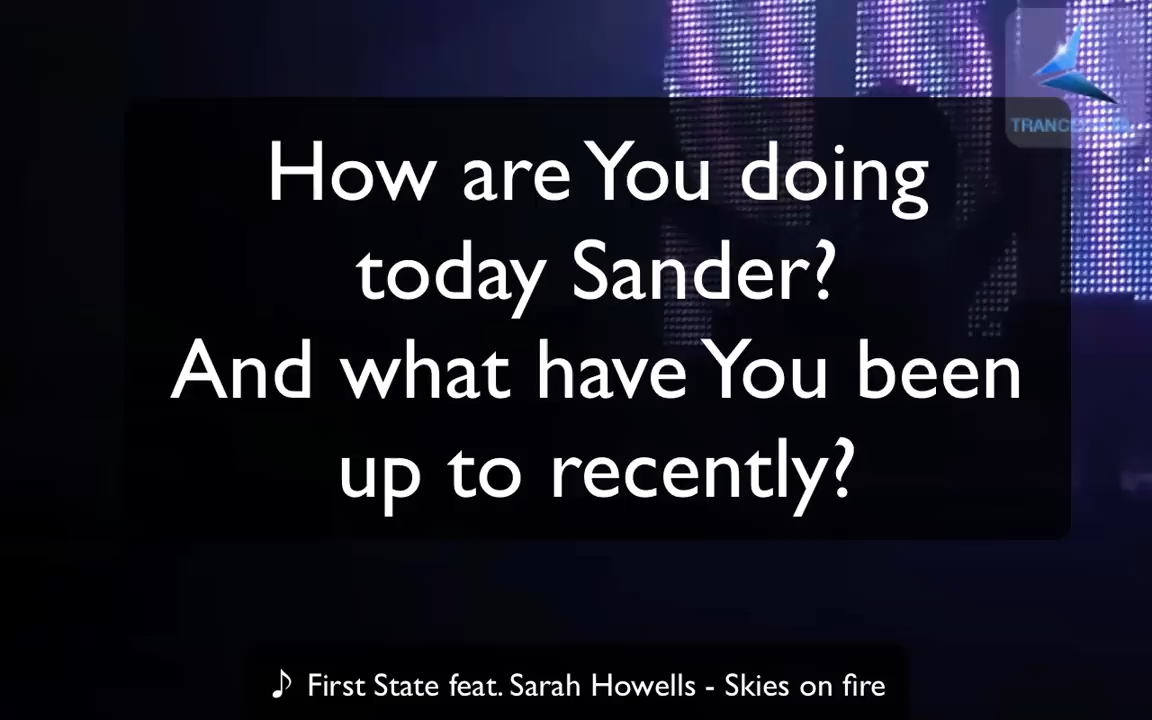 How are You doing
today Sander?
And what have You been
up to recently?
♪ First State feat. Sarah Howells - Skies on fire